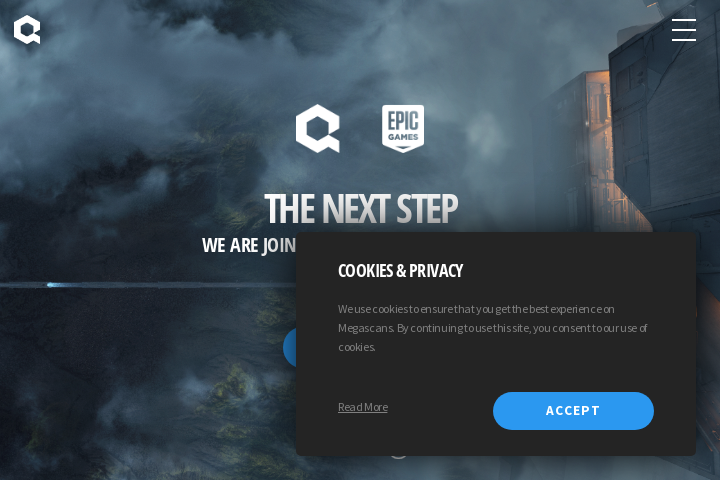 EPIC
GAMES
THE NEXT STEP
WE ARE JOIN
COOKIES & PRIVACY
We use cookies to ensure that you get the best experience on
Megascans. By continuing to use this site, you consent to our use of
cookies.
Read More
ACCEPT